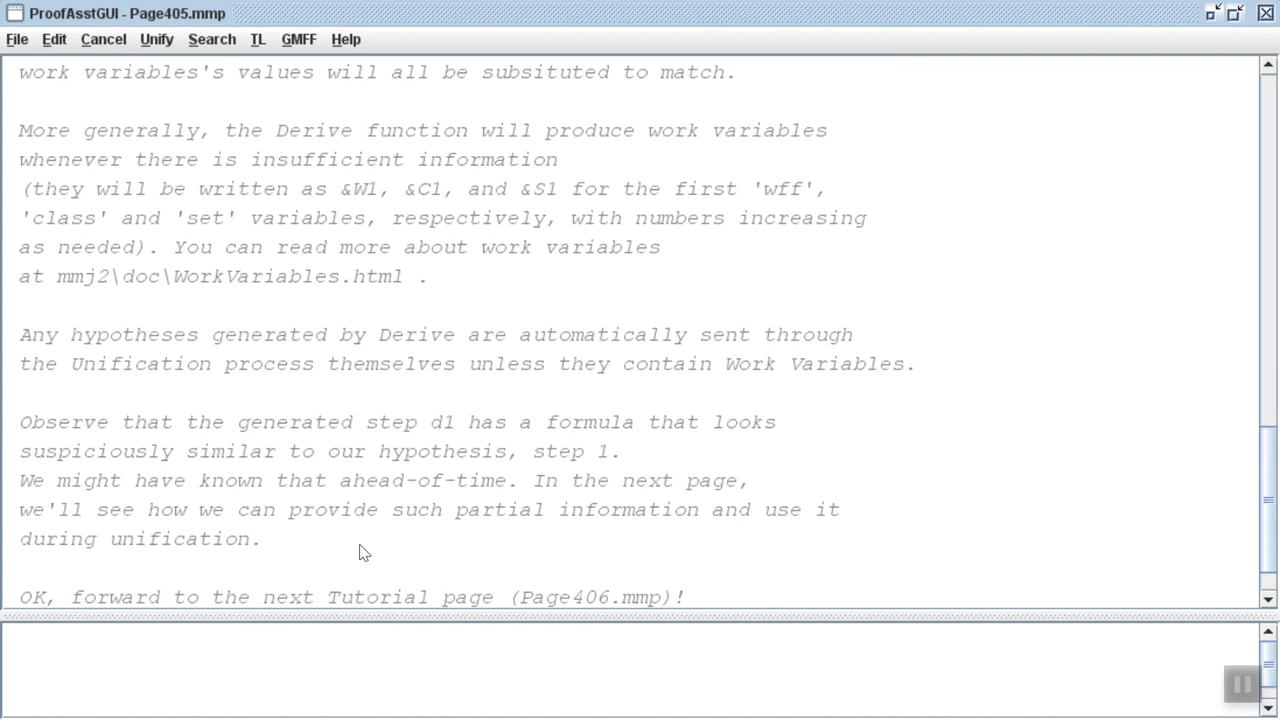 ProofAsstGUI - Page405.mmp
File Edit Cancel Unify Search TL GMFF Help
work variables's values will all be subsituted to match.
More generally, the Derive function will produce work variables
whenever there is insufficient information
(they will be written as &W1, &C1, and &S1 for the first 'wff',
'class' and 'set' variables, respectively, with numbers increasing
as needed). You can read more about work variables
at mmj2\doc\WorkVariables.html .
Any hypotheses generated by Derive are automatically sent through
the Unification process themselves unless they contain Work Variables.
Observe that the generated step d1 has a formula that looks
suspiciously similar to our hypothesis, step 1.
We might have known that ahead-of-time. In the next page,
we'll see how we can provide such partial information and use it
during unification.
OK, forward to the next Tutorial page (Page406.mmp)!